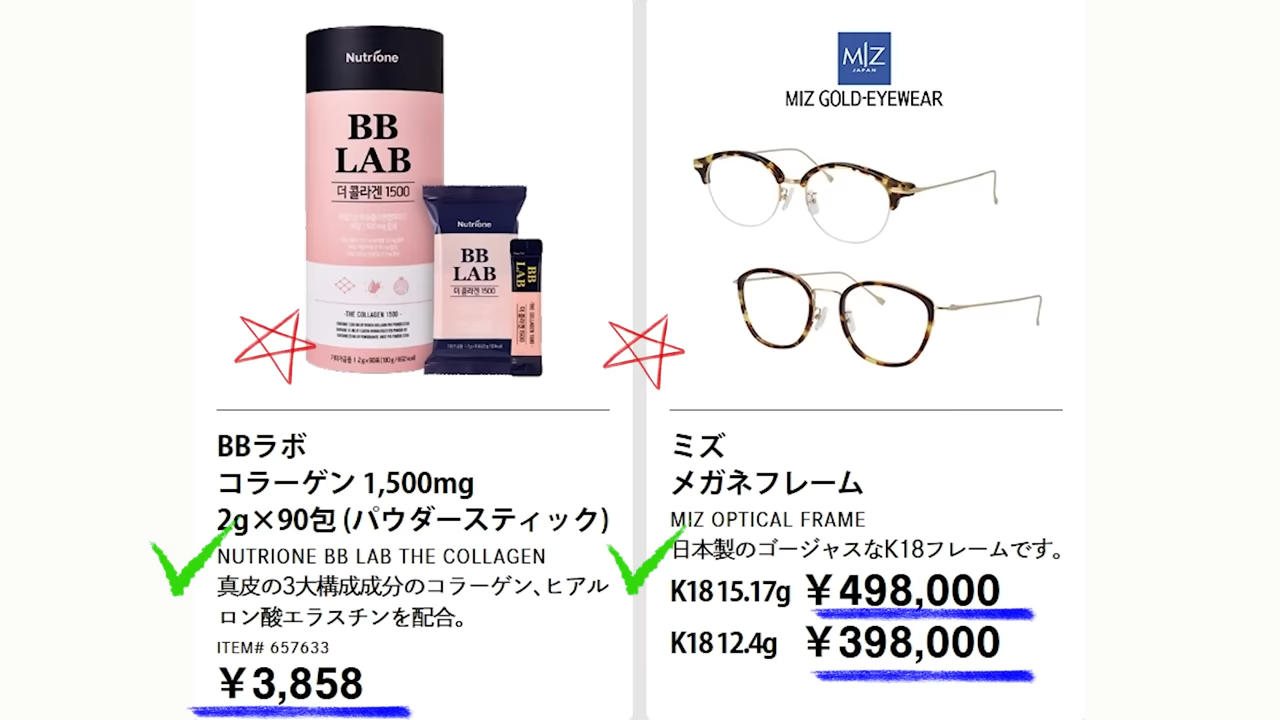 Nutrione
BB
LAB
더 콜라겐 1500
-THE COLLAGEN 1500-
Nutrione
BB
LAB
더 콜라겐 1500
BB
LAB
BBラボ
コラーゲン 1,500mg
2g×90包 (パウダースティック)
NUTRIONE BB LAB THE COLLAGEN
真皮の3大構成成分のコラーゲン、ヒアル
ロン酸エラスチンを配合。
ITEM# 657633
¥3,858
MIZ
JAPAN
MIZ GOLD-EYEWEAR
ミズ
メガネフレーム
MIZ OPTICAL FRAME
日本製のゴージャスなK18フレームです。
K18 15.17g ¥498,000
K18 12.4g ¥398,000